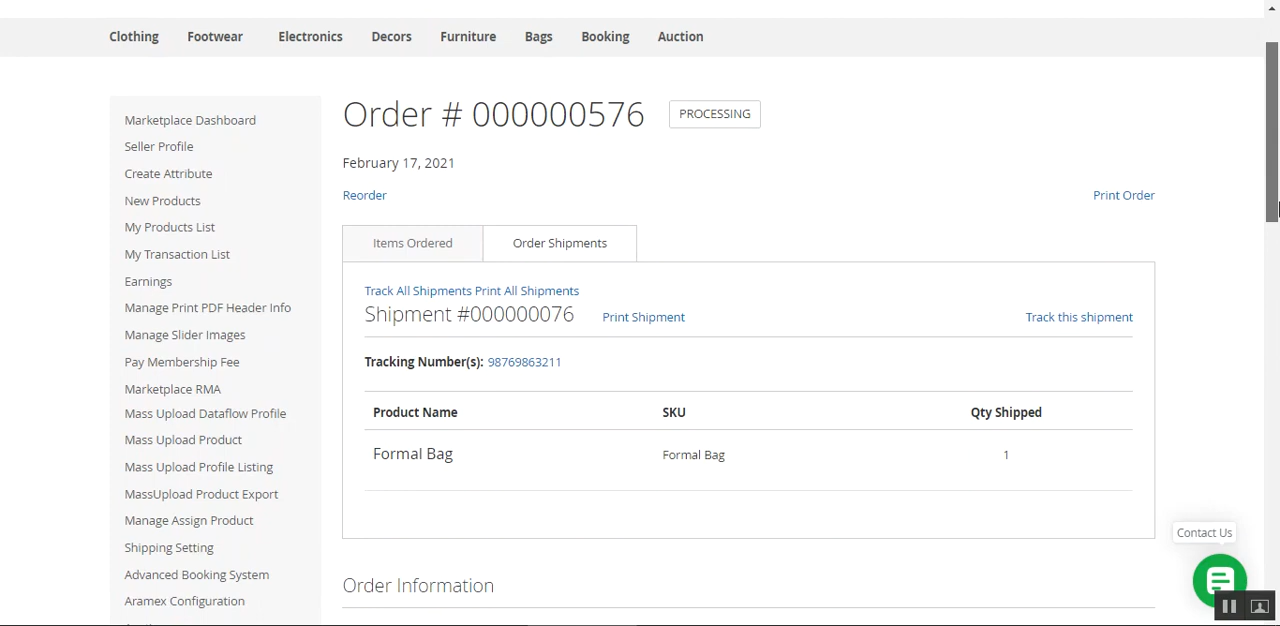 Clothing Footwear Electronics Decors Furniture Bags Booking Auction
Marketplace Dashboard
Seller Profile
Create Attribute
New Products
My Products List
My Transaction List
Earnings
Manage Print PDF Header Info
Manage Slider Images
Pay Membership Fee
Marketplace RMA
Mass Upload Dataflow Profile
Mass Upload Product
Mass Upload Profile Listing
MassUpload Product Export
Manage Assign Product
Shipping Setting
Advanced Booking System
Aramex Configuration
Order # 000000576 PROCESSING
February 17, 2021
Reorder Print Order
Items Ordered Order Shipments
Track All Shipments Print All Shipments
Shipment #000000076 Print Shipment Track this shipment
Tracking Number(s): 98769863211
Product Name SKU Qty Shipped
Formal Bag Formal Bag 1
Contact Us
Order Information